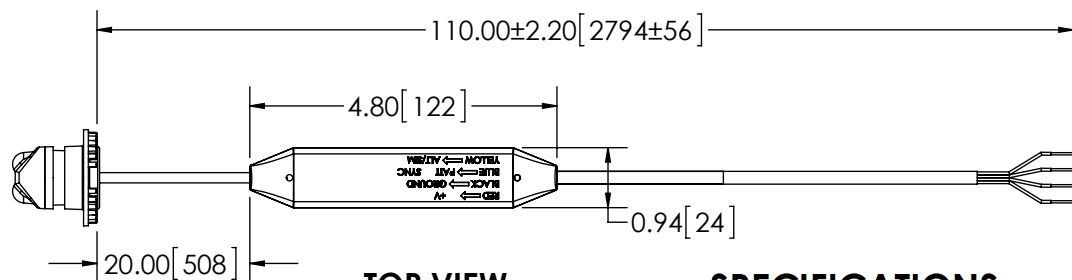 110.00±2.20[2794±56]
4.80[122]
RED ⇨ +V
BLACK ⇨ GROUND
BLUE ⇨ PATT SYNC
YELLOW ⇨ ALT/SIM
0.94[24]
20.00[508]
TOP VIEW
SPECIFICATIONS